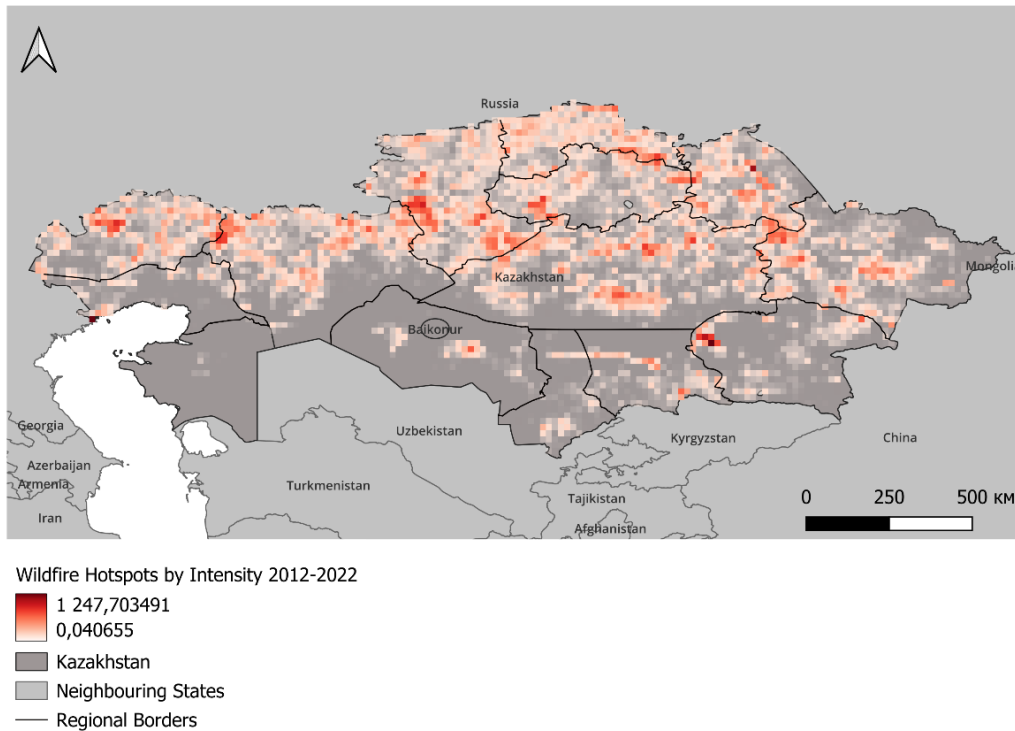 Russia
Kazakhstan
Mongoli
Baikonur
Georgia
Uzbekistan
Kyrgyzstan
China
Azerbaijan
Armenia
Turkmenistan
Tajikistan
Iran
Afghanistan
0 250 500 км
Wildfire Hotspots by Intensity 2012-2022
1 247,703491
0,040655
Kazakhstan
Neighbouring States
Regional Borders